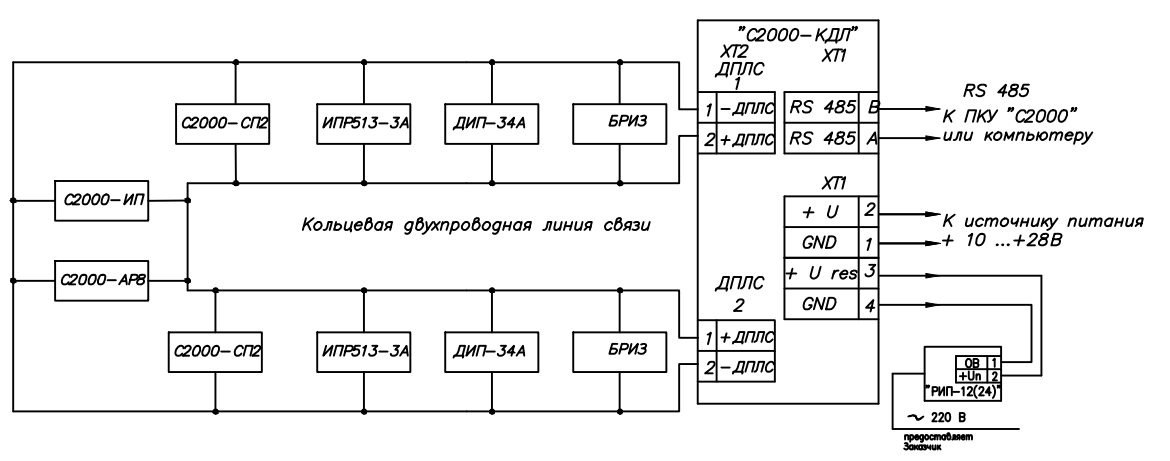 "С2000-КДЛ"
ХТ2 ХТ1
ДПЛС
1
1 -ДПЛС RS 485 В
2 +ДПЛС RS 485 А
RS 485
К ПКУ "С2000"
или компьютеру
С2000-СП2 ИПР513-3А ДИП-34А БРИЗ
С2000-ИП
Кольцевая двухпроводная линия связи
С2000-АР8
ХТ1
+ U 2
GND 1
+ U res 3
GND 4
К источнику питания
+ 10 ...+28В
ДПЛС
2
1 +ДПЛС
2 -ДПЛС
С2000-СП2 ИПР513-3А ДИП-34А БРИЗ
0В 1
+Uп 2
"РИП-12(24)"
~ 220 В
предоставляет
Заказчик